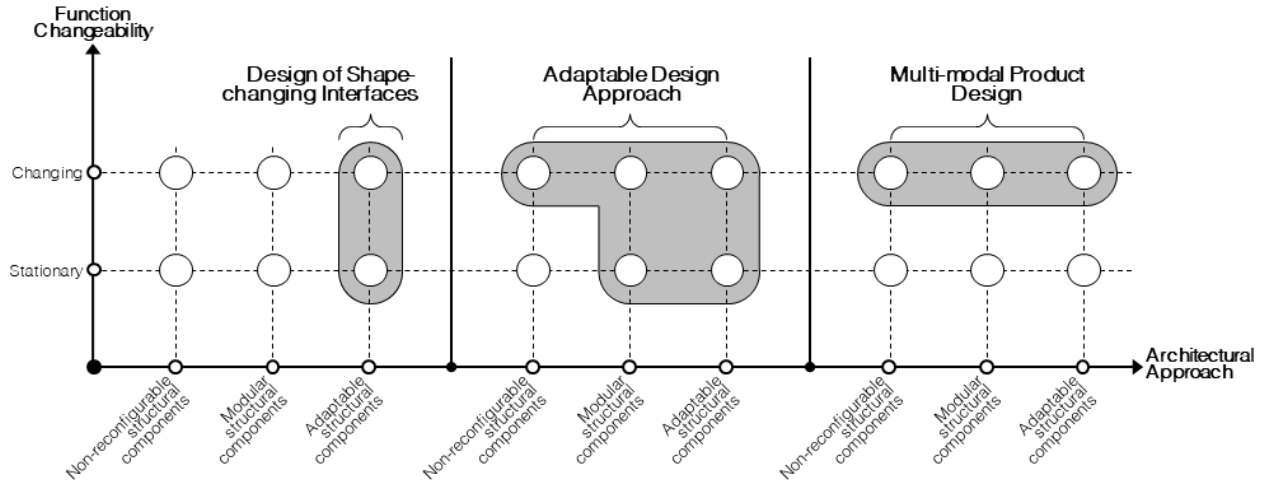 Function
Changeability
Design of Shape-
changing Interfaces
Adaptable Design
Approach
Multi-modal Product
Design
Changing
Stationary
Architectural
Approach
Non-reconfigurable
structural
components
Modular
structural
components
Adaptable
structural
components
Non-reconfigurable
structural
components
Modular
structural
components
Adaptable
structural
components
Non-reconfigurable
structural
components
Modular
structural
components
Adaptable
structural
components